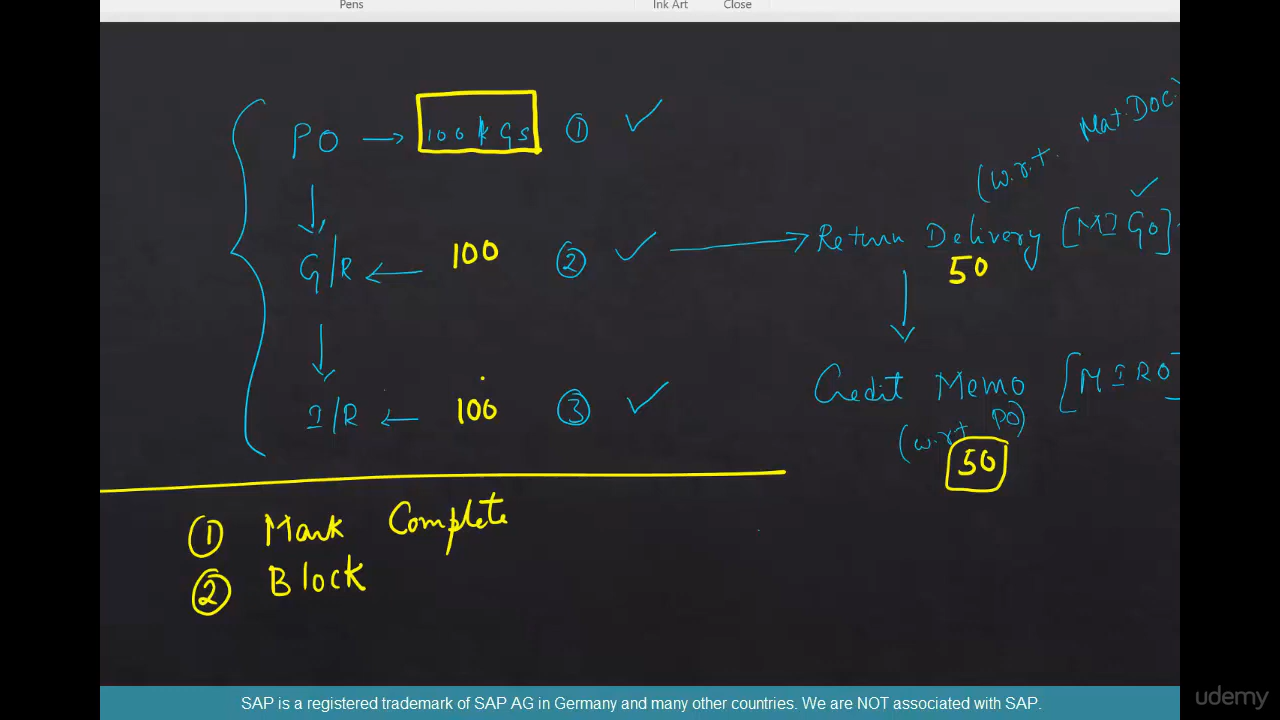 Pens Ink Art Close
PO → 100 KGs ① ✓
G/R ← 100 ② ✓
I/R ← 100 ③ ✓
(w.r.t. Mat.DOC.)
→ Return Delivery [MIGO] ✓
50
Credit Memo [MIRO]
(w.r.t PO)
50
① Mark Complete
② Block
SAP is a registered trademark of SAP AG in Germany and many other countries. We are NOT associated with SAP.
udemy